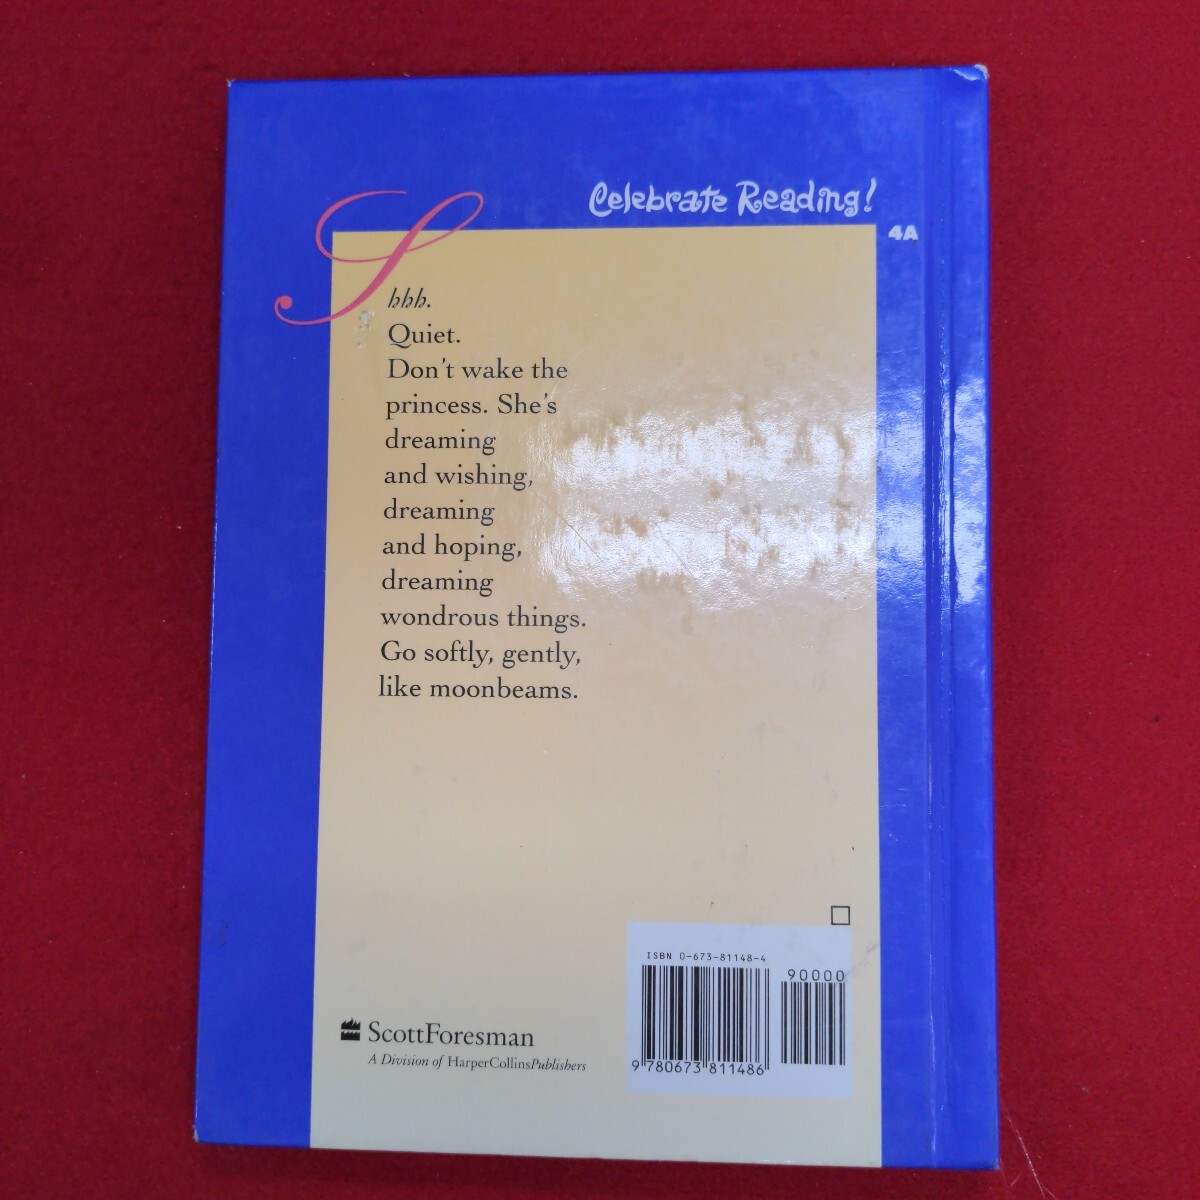 Celebrate Reading!
4A
Shhh.
Quiet.
Don't wake the
princess. She's
dreaming
and wishing,
dreaming
and hoping,
dreaming
wondrous things.
Go softly, gently,
like moonbeams.
ISBN 0-673-81148-4
90000
9 780673 811486
ScottForesman
A Division of HarperCollinsPublishers